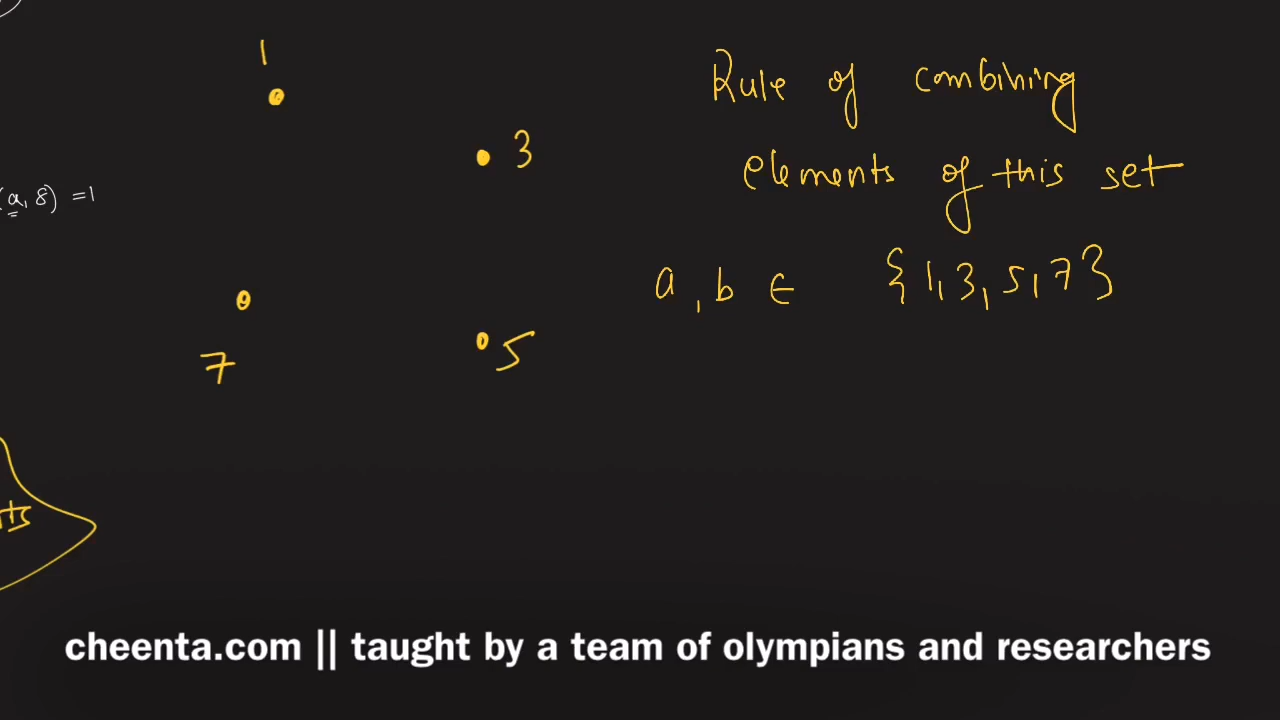 1
3
Rule of combining
elements of this set
(a, 8) = 1
a, b ∈ {1, 3, 5, 7}
7
5
ts
cheenta.com || taught by a team of olympians and researchers